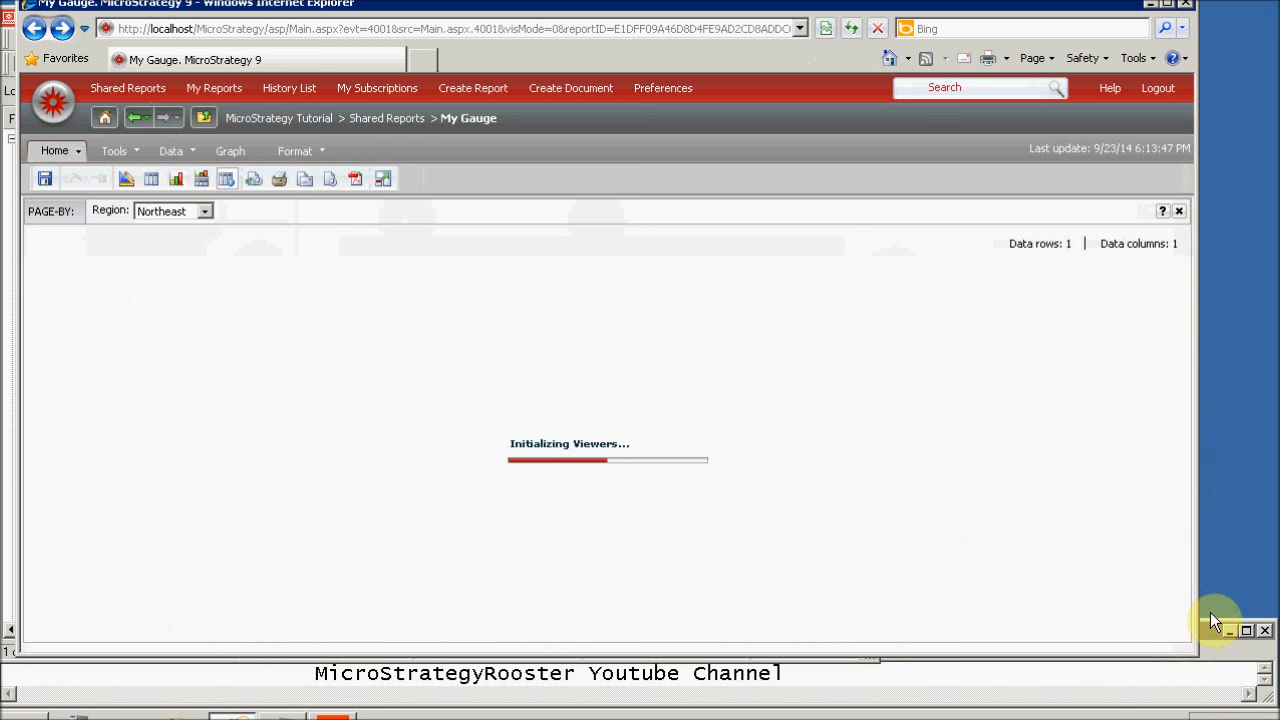 My Gauge. MicroStrategy 9 - Windows Internet Explorer
http://localhost/MicroStrategy/asp/Main.aspx?evt=4001&src=Main.aspx.4001&visMode=0&reportID=E1DFF09A46D8D4FE9AD2CD8ADDC
Bing
Favorites
My Gauge. MicroStrategy 9
Page
Safety
Tools
Shared Reports
My Reports
History List
My Subscriptions
Create Report
Create Document
Preferences
Search
Help
Logout
MicroStrategy Tutorial > Shared Reports > My Gauge
Home
Tools
Data
Graph
Format
Last update: 9/23/14 6:13:47 PM
PAGE-BY:
Region:
Northeast
Data rows: 1 | Data columns: 1
Initializing Viewers...
MicroStrategyRooster Youtube Channel